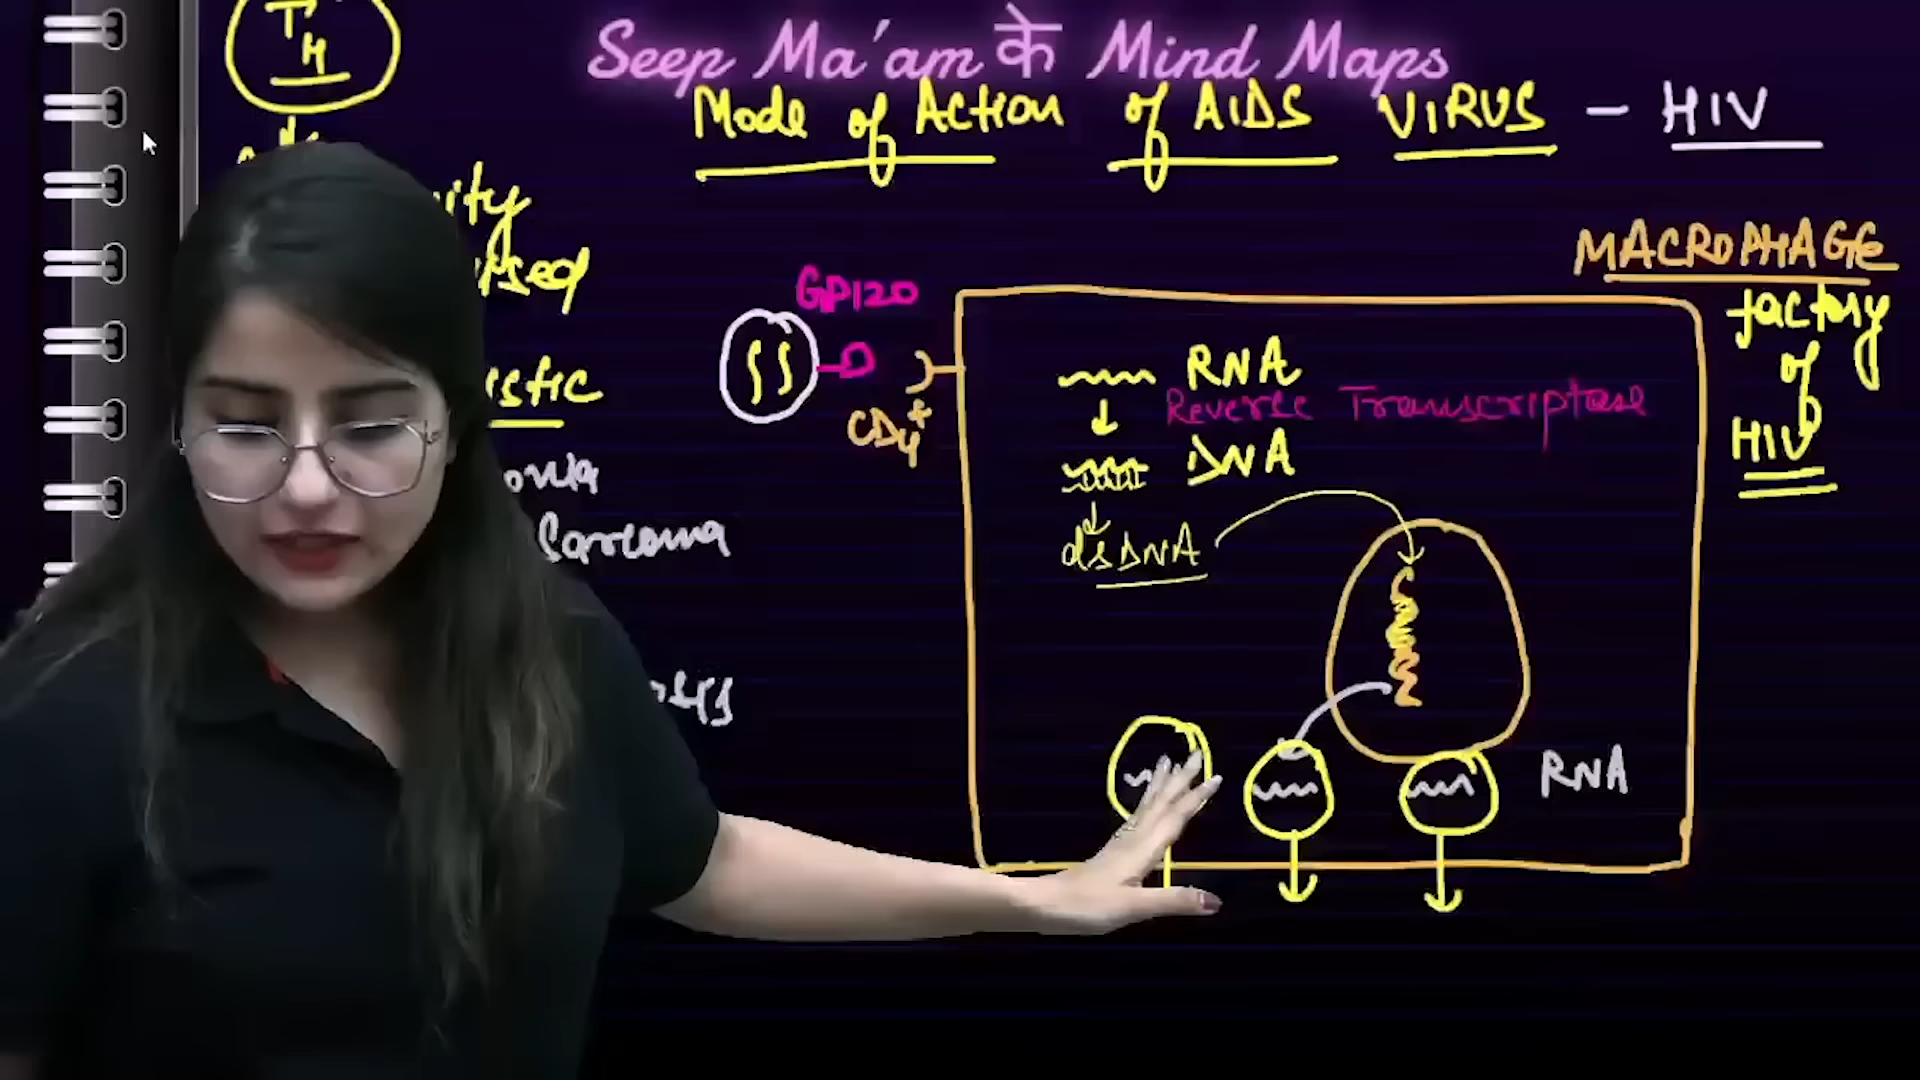 Seep Ma'am के Mind Maps
Mode of Action of AIDS VIRUS - HIV
TH
MACROPHAGE
factory
of
HIV
GP120
CD4+
RNA
Reverse Transcriptase
DNA
dsDNA
RNA
Sarcoma